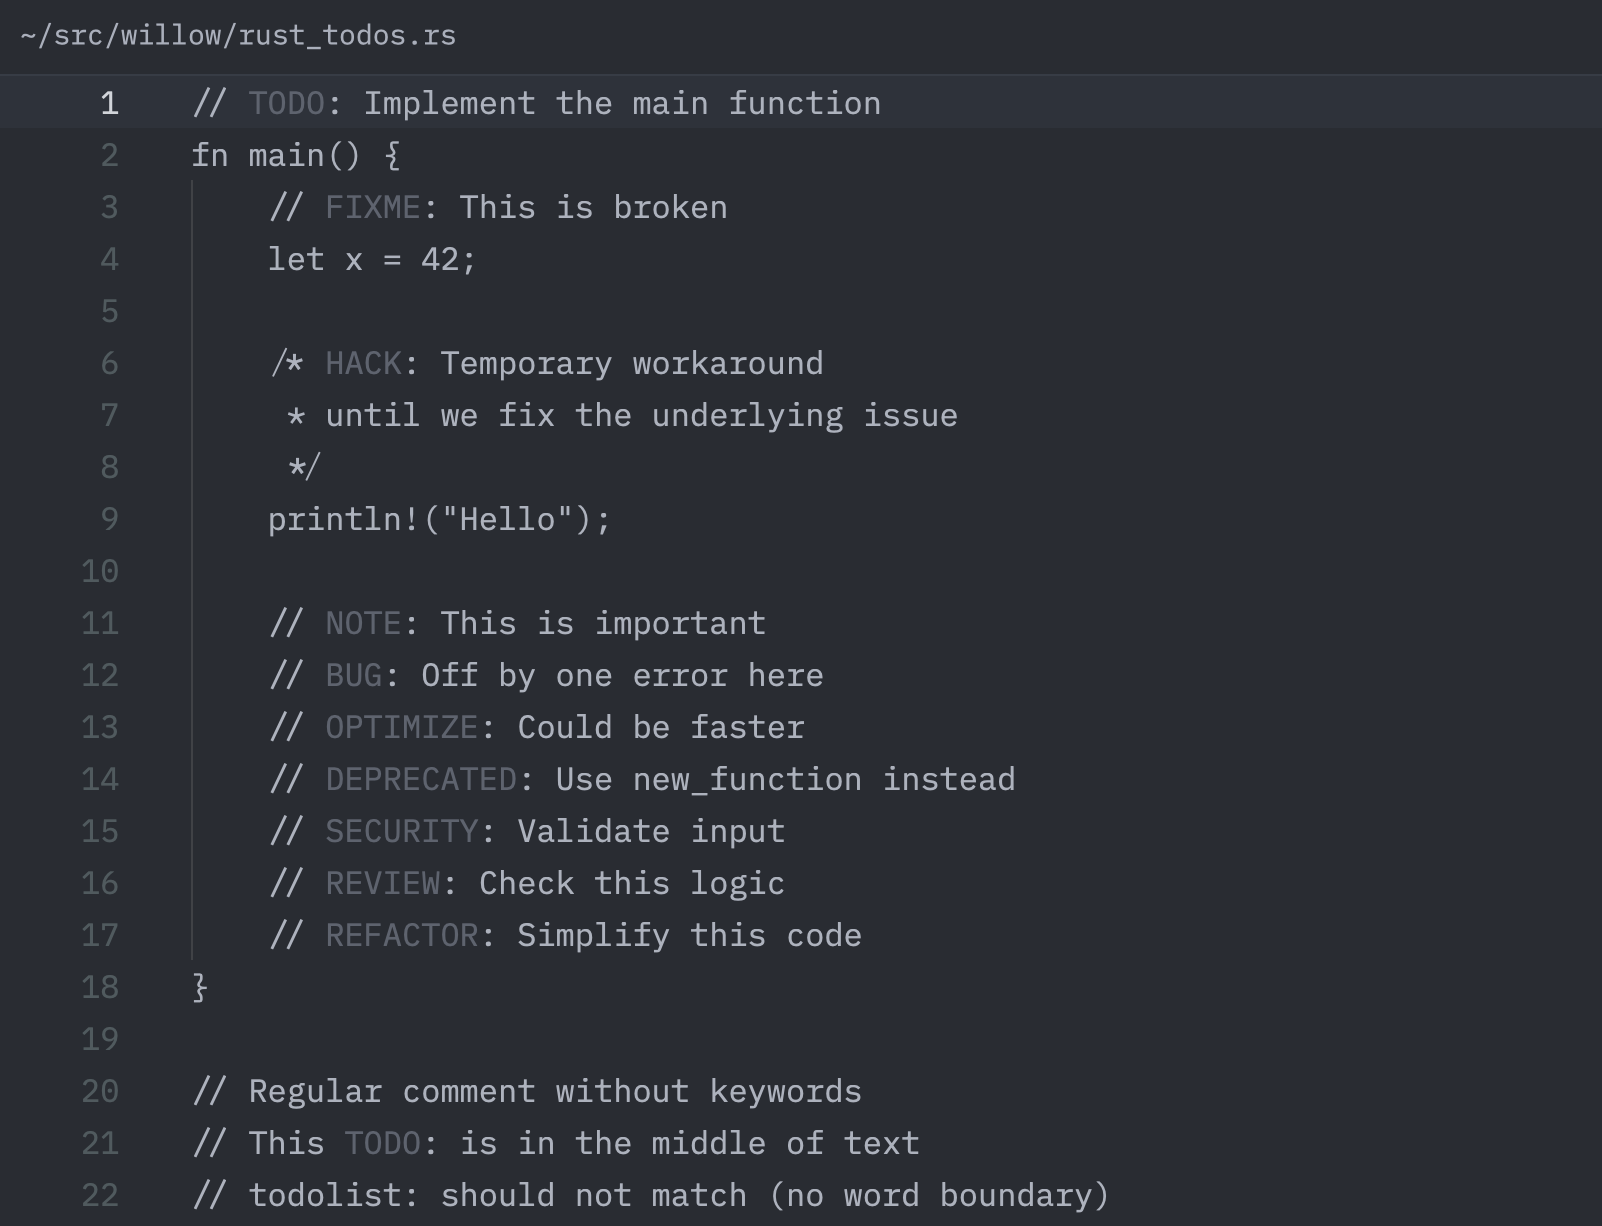 ~/src/willow/rust_todos.rs
1 // TODO: Implement the main function
2 fn main() {
3     // FIXME: This is broken
4     let x = 42;
5
6     /* HACK: Temporary workaround
7      * until we fix the underlying issue
8      */
9     println!("Hello");
10
11     // NOTE: This is important
12     // BUG: Off by one error here
13     // OPTIMIZE: Could be faster
14     // DEPRECATED: Use new_function instead
15     // SECURITY: Validate input
16     // REVIEW: Check this logic
17     // REFACTOR: Simplify this code
18 }
19
20 // Regular comment without keywords
21 // This TODO: is in the middle of text
22 // todolist: should not match (no word boundary)